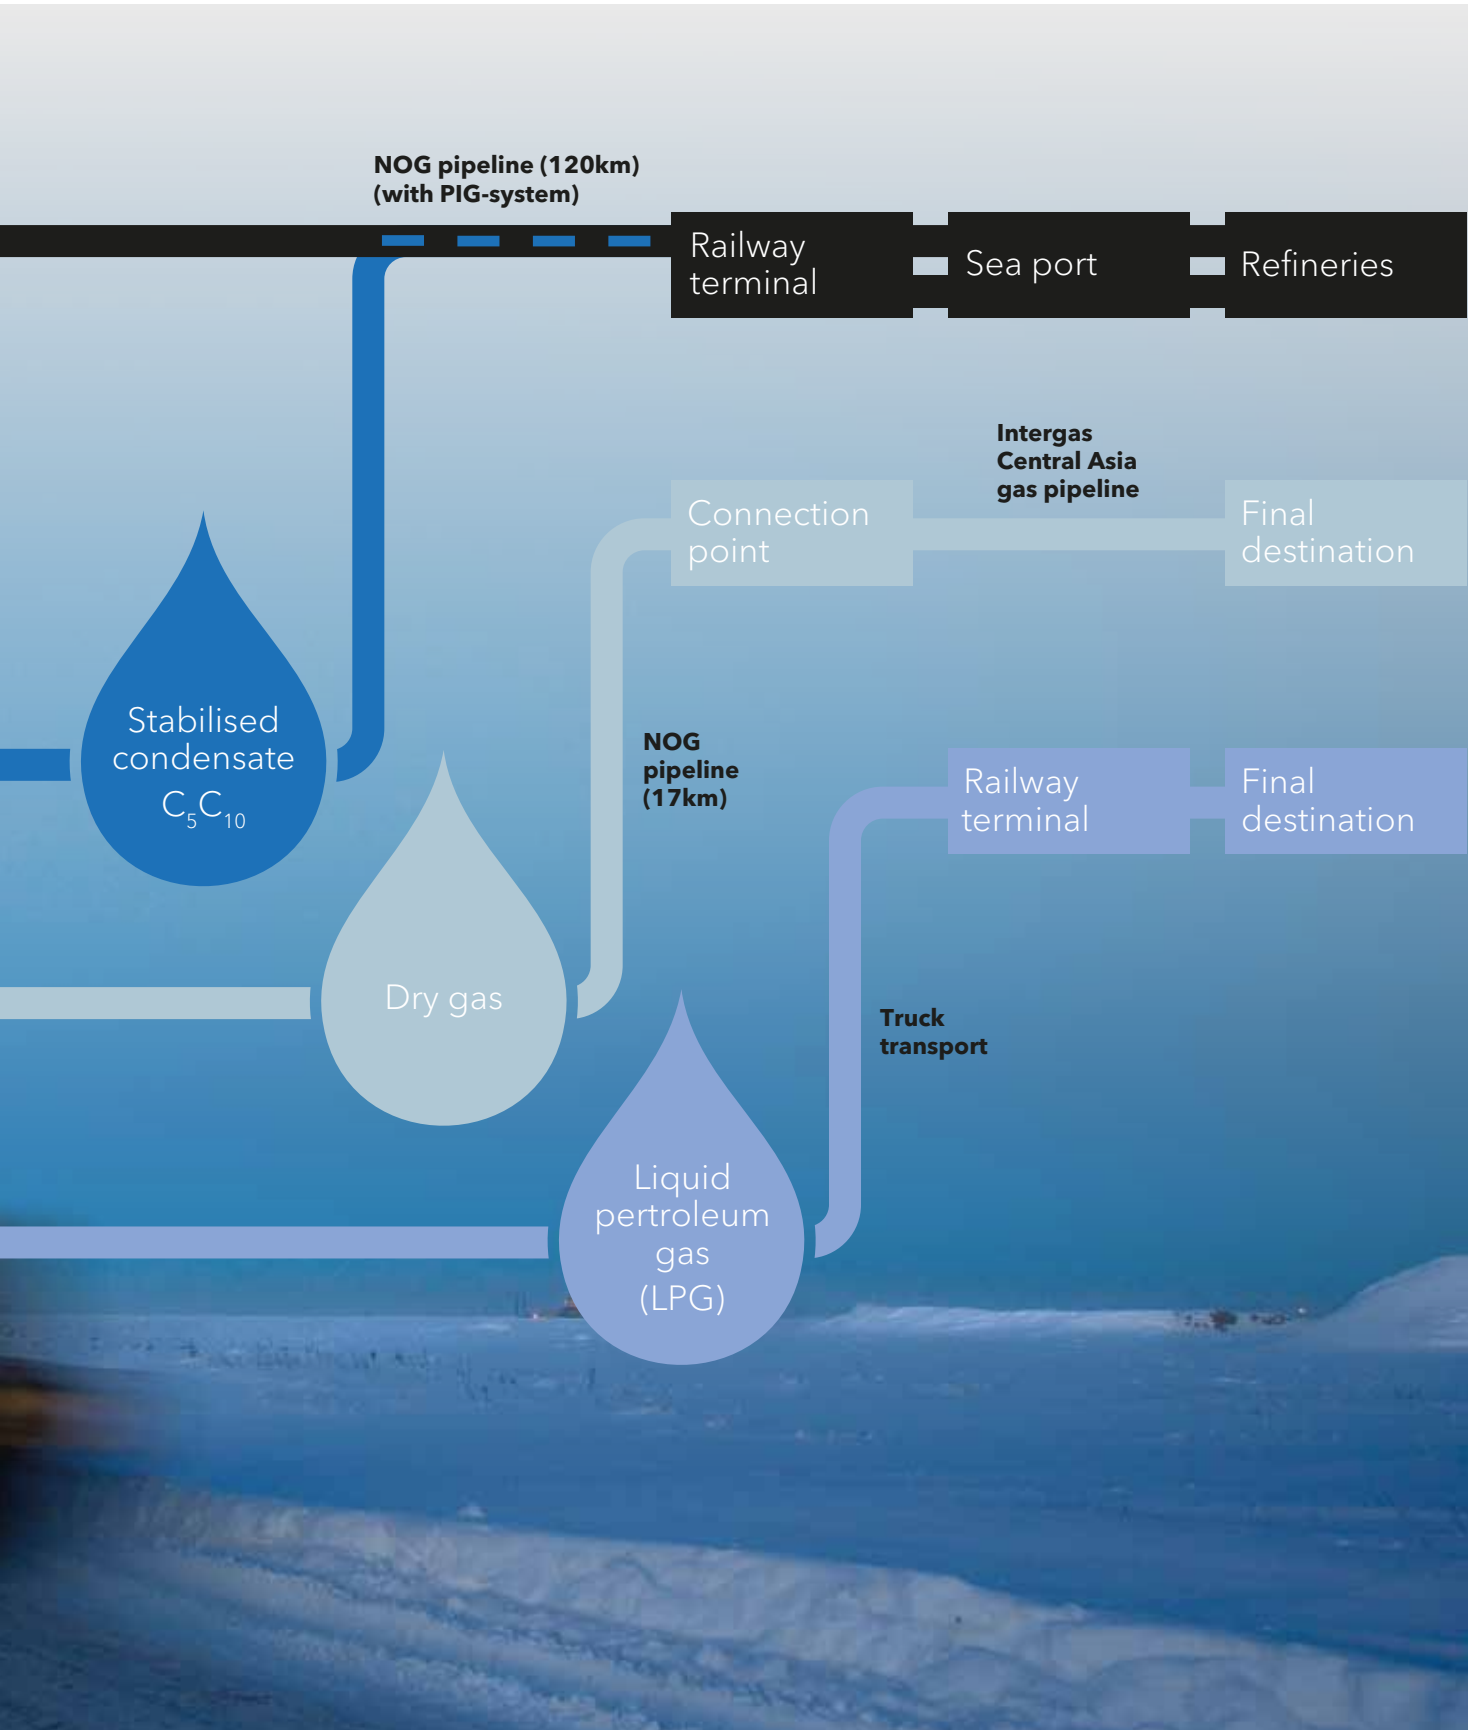 NOG pipeline (120km)
(with PIG-system)
Railway
terminal
Sea port
Refineries
Intergas
Central Asia
gas pipeline
Connection
point
Final
destination
Stabilised
condensate
C₅C₁₀
NOG
pipeline
(17km)
Railway
terminal
Final
destination
Dry gas
Truck
transport
Liquid
pertroleum
gas
(LPG)